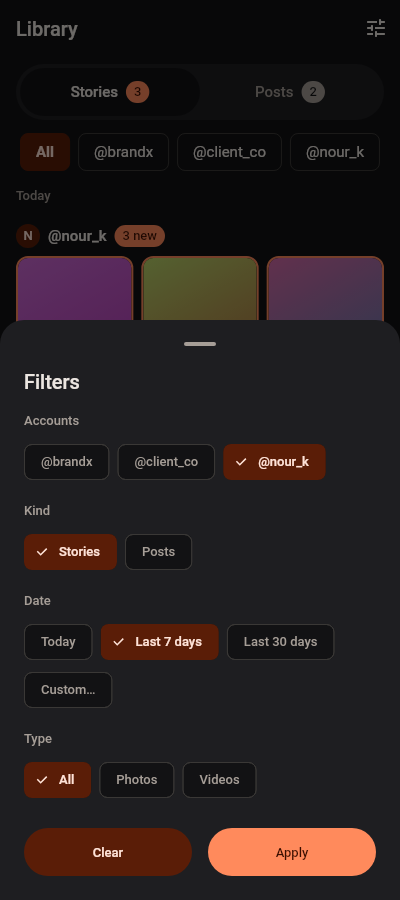 Library
Stories 3 Posts 2
All @brandx @client_co @nour_k
Today
N @nour_k 3 new
Filters
Accounts
@brandx @client_co @nour_k
Kind
Stories Posts
Date
Today Last 7 days Last 30 days
Custom...
Type
All Photos Videos
Clear Apply